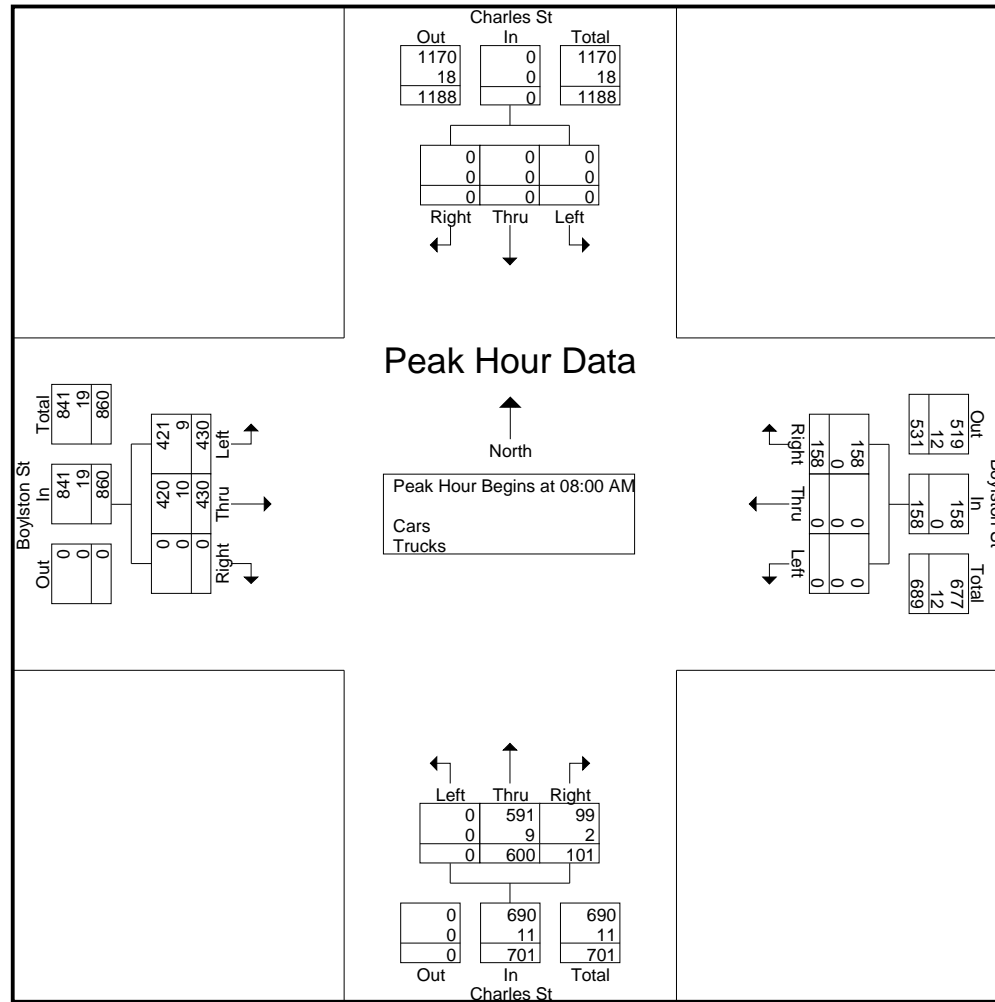 Charles St
Out In Total
1170 0 1170
18 0 18
1188 0 1188
0 0 0
0 0 0
0 0 0
Right Thru Left
Peak Hour Data
North
Peak Hour Begins at 08:00 AM
Cars
Trucks
Boylston St
Total In Out
841 841 0
19 19 0
860 860 0
421 420 0
9 10 0
430 430 0
Left Thru Right
Boylston St
Out In Total
519 158 677
12 0 12
531 158 689
158 0 0
0 0 0
158 0 0
Right Thru Left
Left Thru Right
0 591 99
0 9 2
0 600 101
0 690 690
0 11 11
0 701 701
Out In Total
Charles St